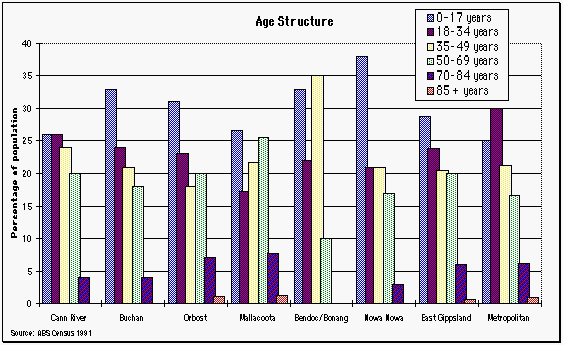 Age Structure
0-17 years
18-34 years
35-49 years
50-69 years
70-84 years
85+ years
Percentage of population
40
35
30
25
20
15
10
5
0
Cann River Buchan Orbost Mallacoota Bendoc/Bonang Nowa Nowa East Gippsland Metropolitan
Source: ABS Census 1991